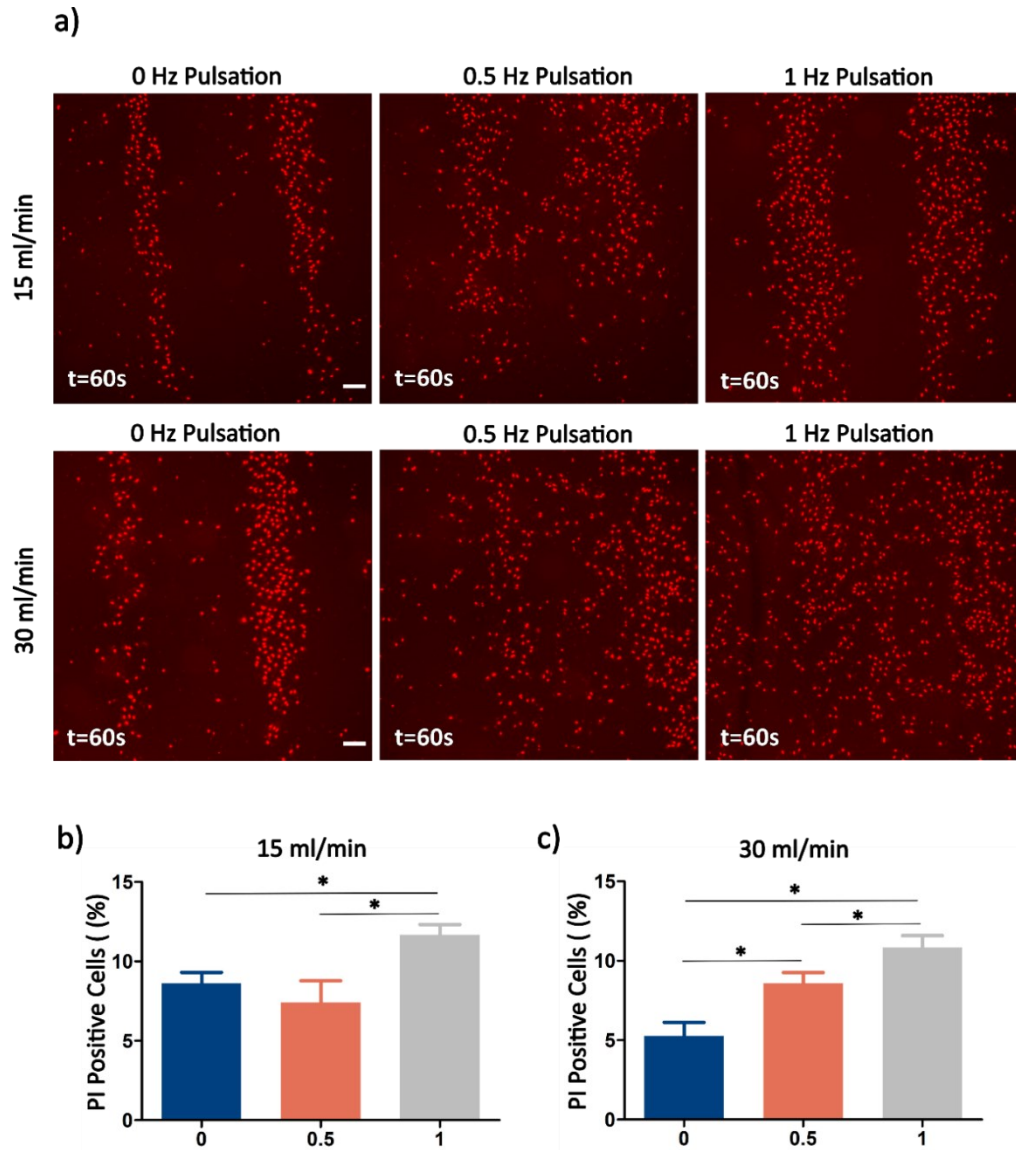 a)
0 Hz Pulsation 0.5 Hz Pulsation 1 Hz Pulsation
15 ml/min
t=60s t=60s t=60s
0 Hz Pulsation 0.5 Hz Pulsation 1 Hz Pulsation
30 ml/min
t=60s t=60s t=60s
b)
15 ml/min
PI Positive Cells ( (%)
15
10
5
0
* *
0 0.5 1
c)
30 ml/min
PI Positive Cells ( (%)
15
10
5
0
* * *
0 0.5 1